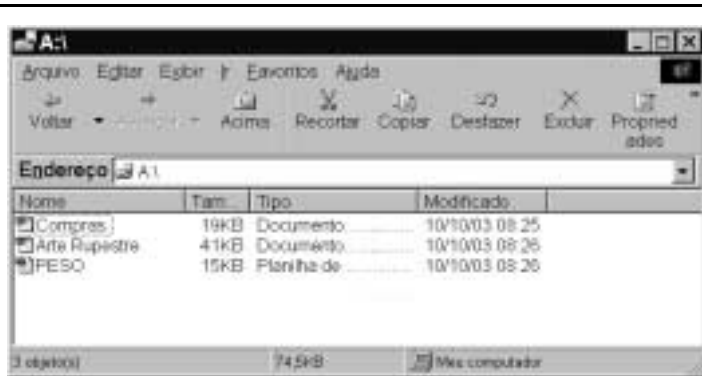 A:\
Arquivo Editar Exibir Ir Favoritos Ajuda
Voltar Acima Recortar Copiar Desfazer Excluir Propried
ades
Endereço A:\
Nome Tam... Tipo Modificado
Compras 19KB Documento ... 10/10/03 08:25
Arte Rupestre 41KB Documento ... 10/10/03 08:26
PESO 15KB Planilha de ... 10/10/03 08:26
3 objeto(s) 74,5KB Meu computador